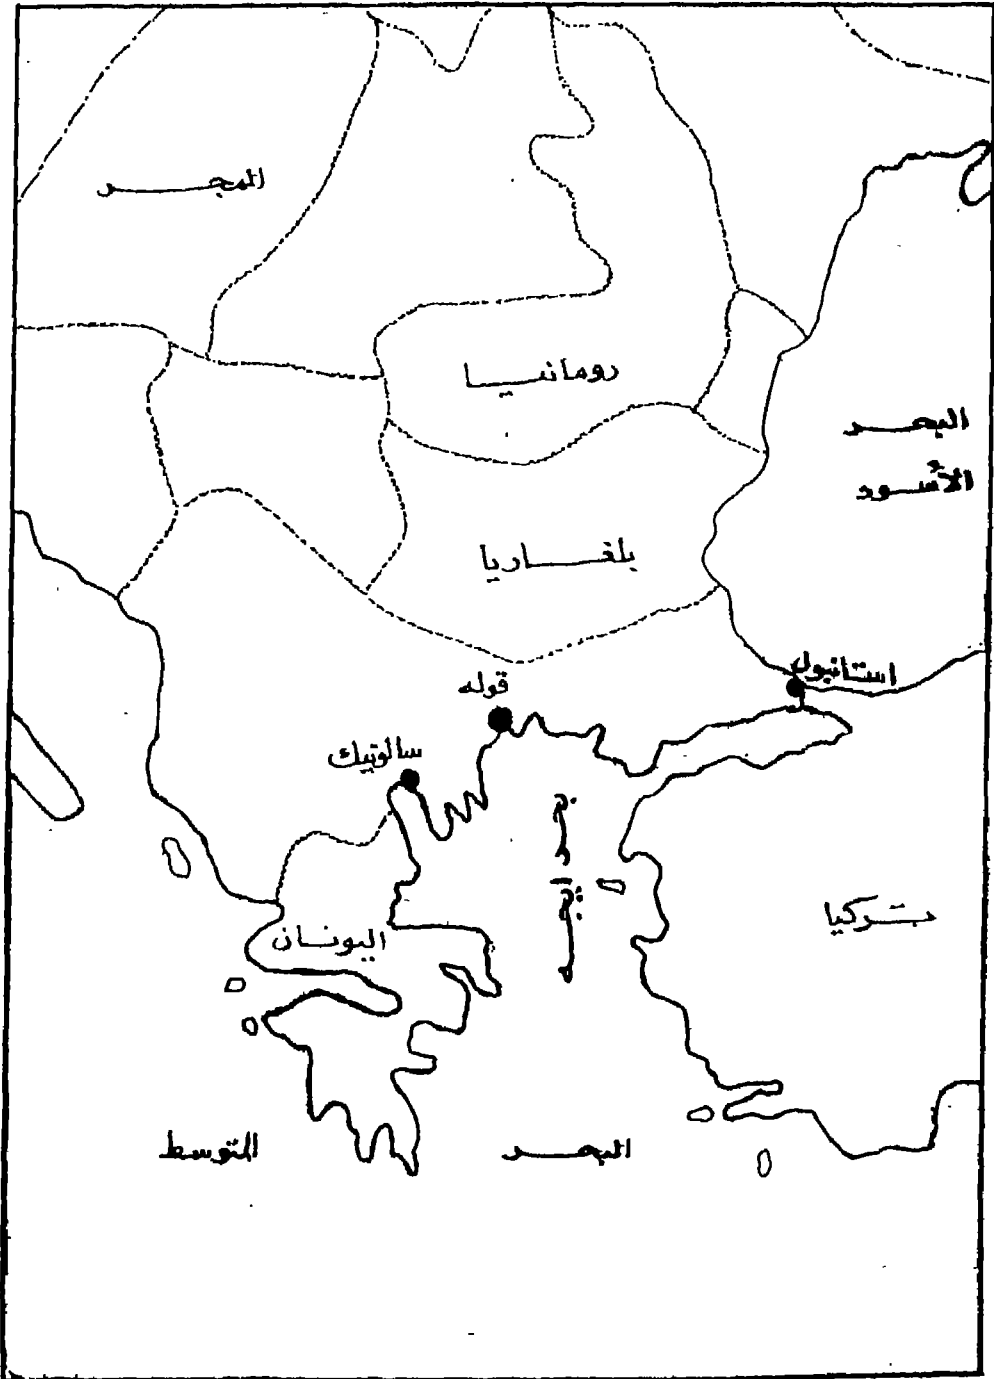 المجر
رومانيا
البحر
الأسود
بلغاريا
استانبول
قوله
سالونيك
بحر إيجه
تركيا
اليونان
البحر المتوسط